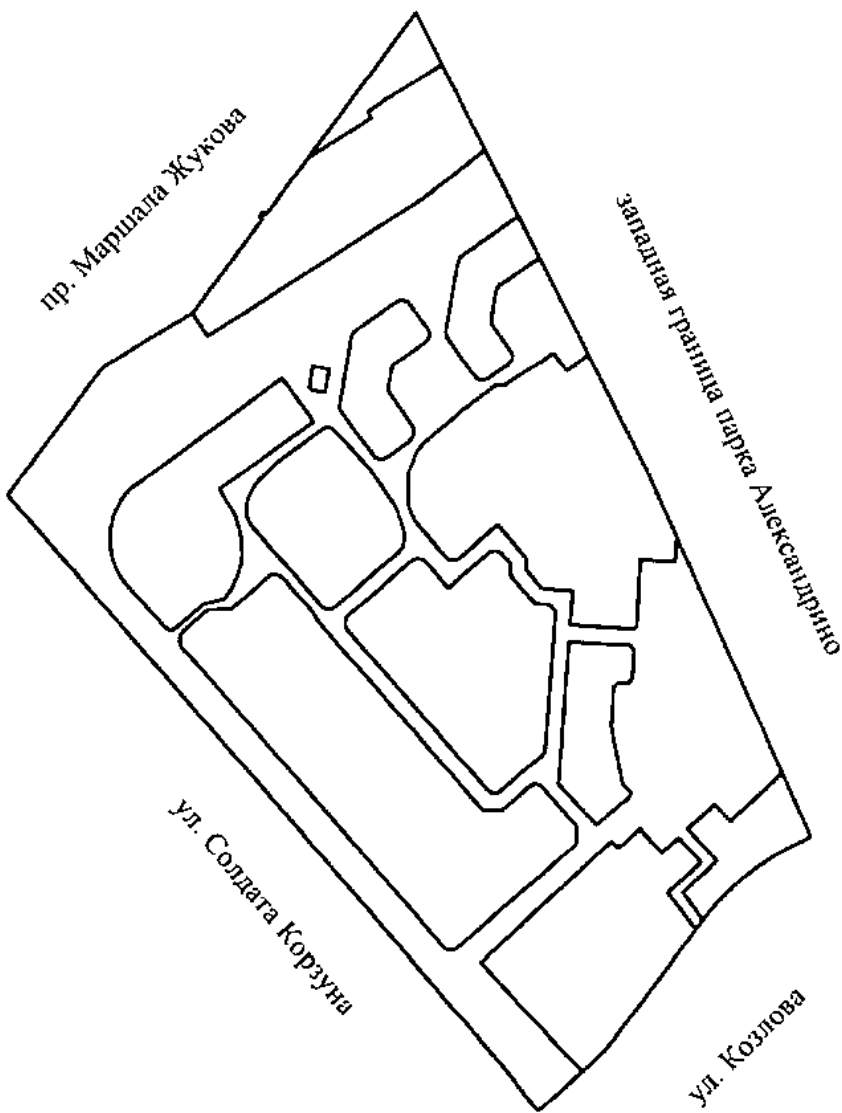 пр. Маршала Жукова
западная граница парка Александрино
ул. Солдата Корзуна
ул. Козлова